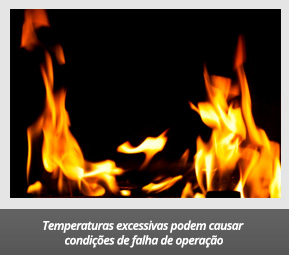 Temperaturas excessivas podem causar
condições de falha de operação